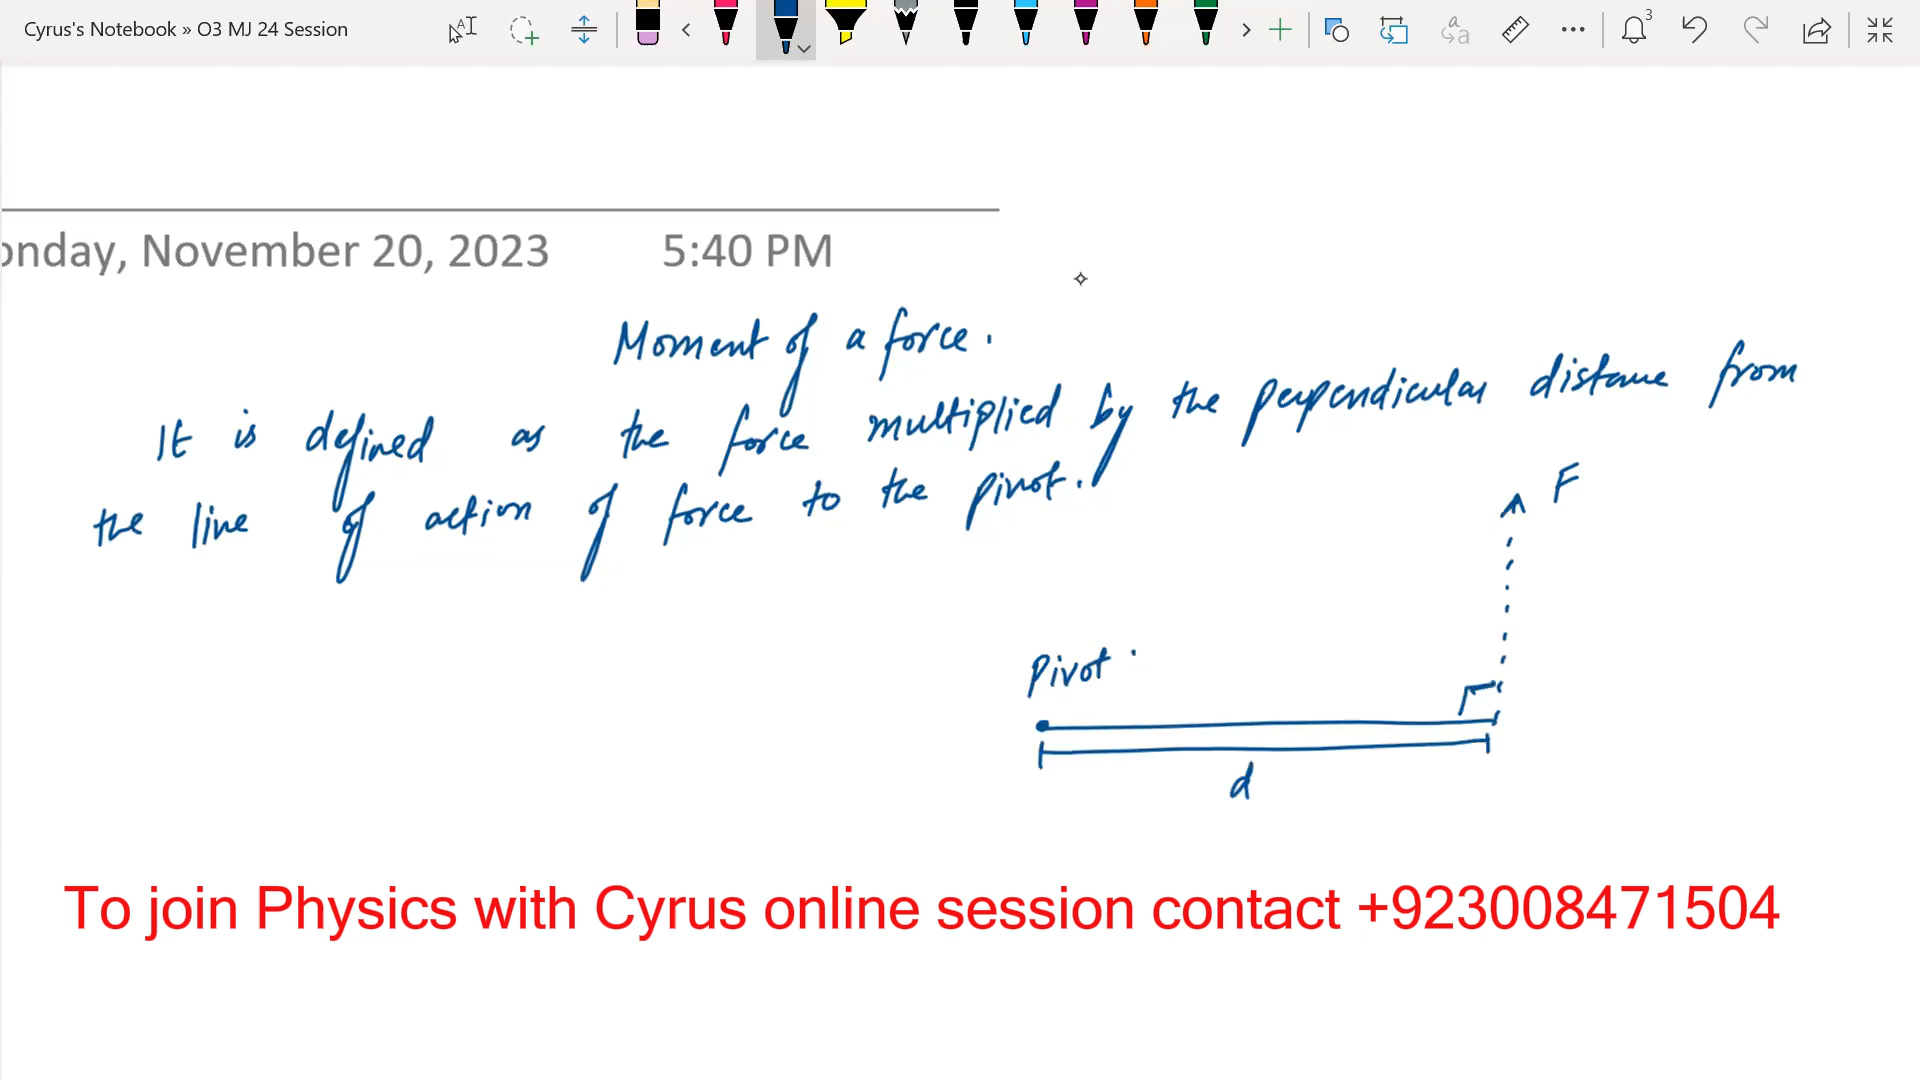 Cyrus's Notebook » O3 MJ 24 Session
3
onday, November 20, 2023 5:40 PM
Moment of a force.
It is defined as the force multiplied by the perpendicular distance from
the line of action of force to the pivot.
F
Pivot
d
To join Physics with Cyrus online session contact +923008471504